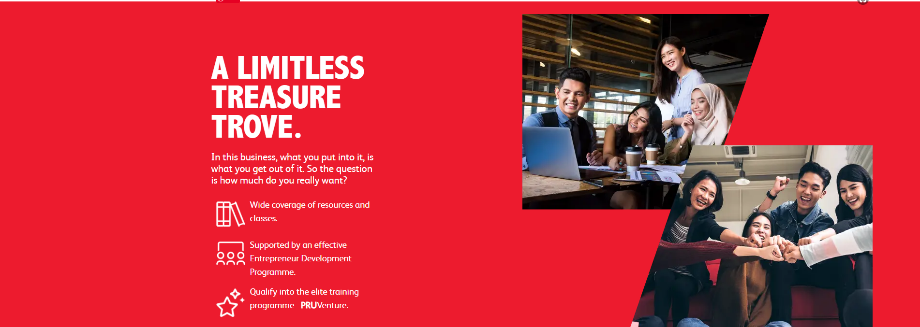 A LIMITLESS
TREASURE
TROVE.
In this business, what you put into it, is
what you get out of it. So the question
is how much do you really want?
Wide coverage of resources and
classes.
Supported by an effective
Entrepreneur Development
Programme.
Qualify into the elite training
programme - PRUVenture.